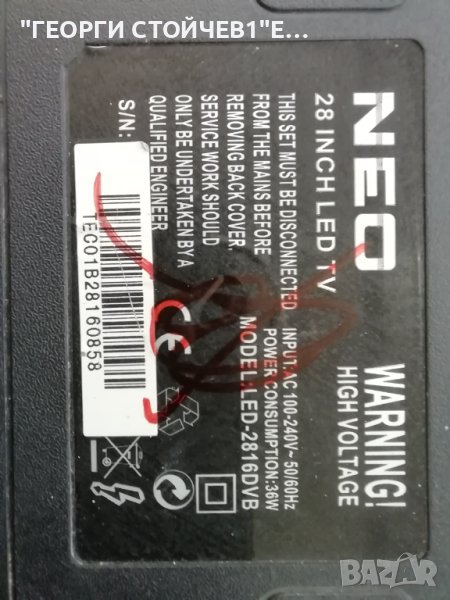 "ГЕОРГИ СТОЙЧЕВ1"Е...
NEO
28 INCH LED TV
WARNING!
HIGH VOLTAGE
THIS SET MUST BE DISCONNECTED
FROM THE MAINS BEFORE
REMOVING BACK COVER
SERVICE WORK SHOULD
ONLY BE UNDERTAKEN BY A
QUALIFIED ENGINEER
INPUT:AC 100-240V~ 50/60Hz
POWER CONSUMPTION:36W
MODEL:LED-2816DVB
S/N:
TEC01B28160858
CE
BAZAR